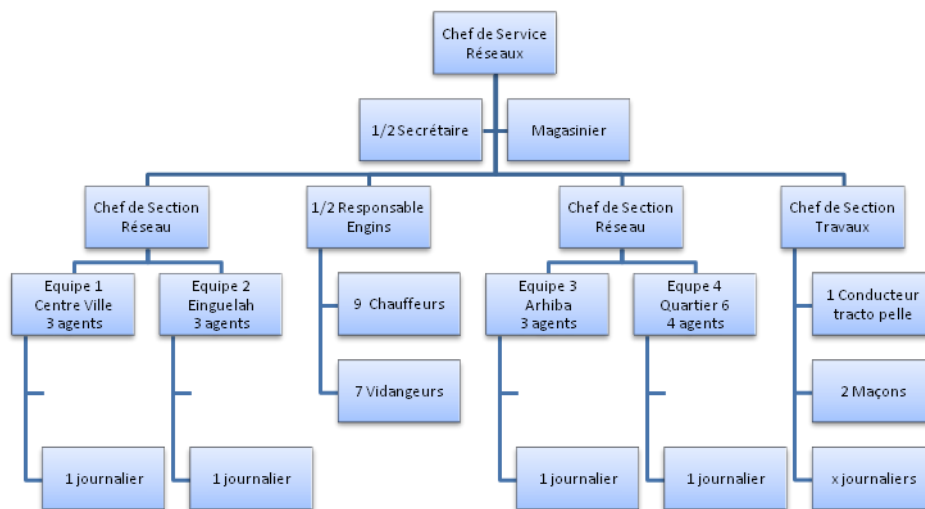 Chef de Service
Réseaux
1/2 Secrétaire
Magasinier
Chef de Section
Réseau
1/2 Responsable
Engins
Chef de Section
Réseau
Chef de Section
Travaux
Equipe 1
Centre Ville
3 agents
Equipe 2
Einguelah
3 agents
9 Chauffeurs
Equipe 3
Arhiba
3 agents
Equpe 4
Quartier 6
4 agents
1 Conducteur
tracto pelle
7 Vidangeurs
2 Maçons
1 journalier
1 journalier
1 journalier
1 journalier
x journaliers